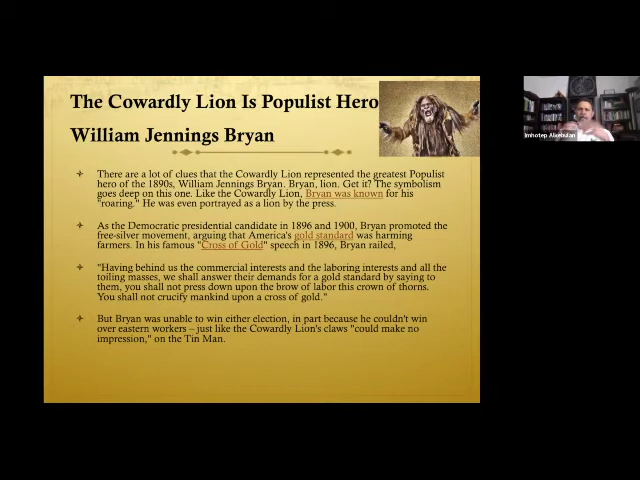 The Cowardly Lion Is Populist Hero
William Jennings Bryan
There are a lot of clues that the Cowardly Lion represented the greatest Populist
hero of the 1890s, William Jennings Bryan. Bryan, lion. Get it? The symbolism
goes deep on this one. Like the Cowardly Lion, Bryan was known for his
"roaring." He was even portrayed as a lion by the press.
As the Democratic presidential candidate in 1896 and 1900, Bryan promoted the
free-silver movement, arguing that America's gold standard was harming
farmers. In his famous "Cross of Gold" speech in 1896, Bryan railed,
"Having behind us the commercial interests and the laboring interests and all the
toiling masses, we shall answer their demands for a gold standard by saying to
them, you shall not press down upon the brow of labor this crown of thorns.
You shall not crucify mankind upon a cross of gold."
But Bryan was unable to win either election, in part because he couldn't win
over eastern workers – just like the Cowardly Lion's claws "could make no
impression," on the Tin Man.
Imhotep Alkebulan